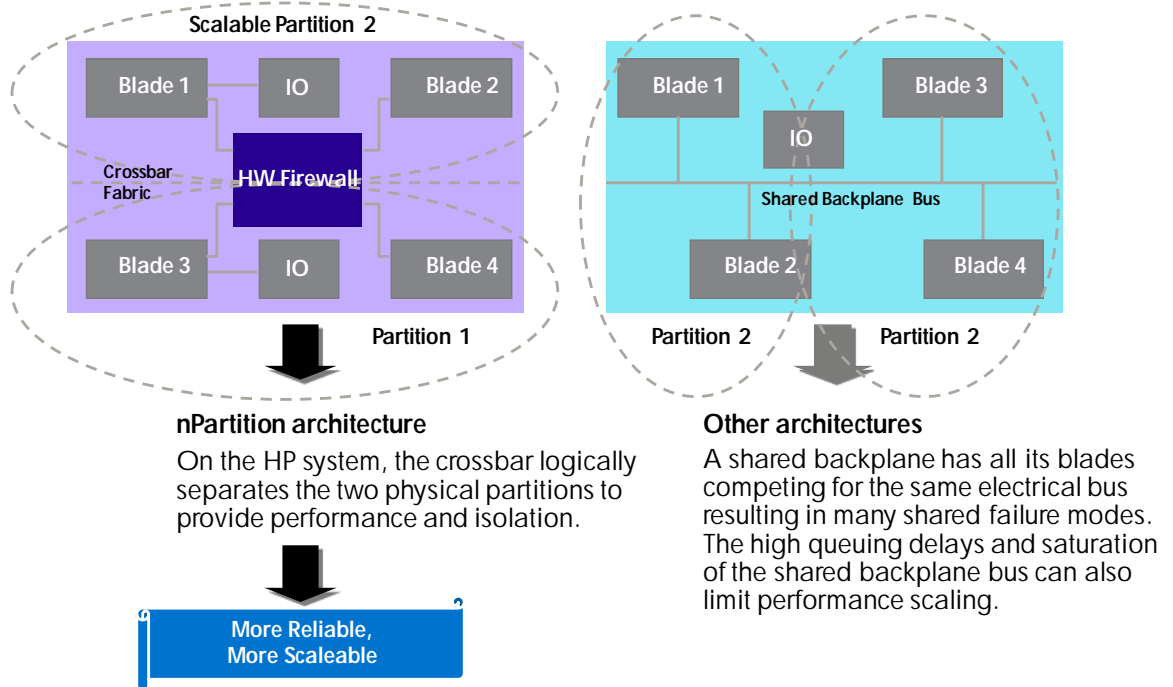 Scalable Partition 2
Blade 1
IO
Blade 2
HW Firewall
Crossbar
Fabric
Blade 3
IO
Blade 4
Partition 1
nPartition architecture
On the HP system, the crossbar logically
separates the two physical partitions to
provide performance and isolation.
More Reliable,
More Scaleable
Blade 1
Blade 3
IO
Shared Backplane Bus
Blade 2
Blade 4
Partition 2
Partition 2
Other architectures
A shared backplane has all its blades
competing for the same electrical bus
resulting in many shared failure modes.
The high queuing delays and saturation
of the shared backplane bus can also
limit performance scaling.